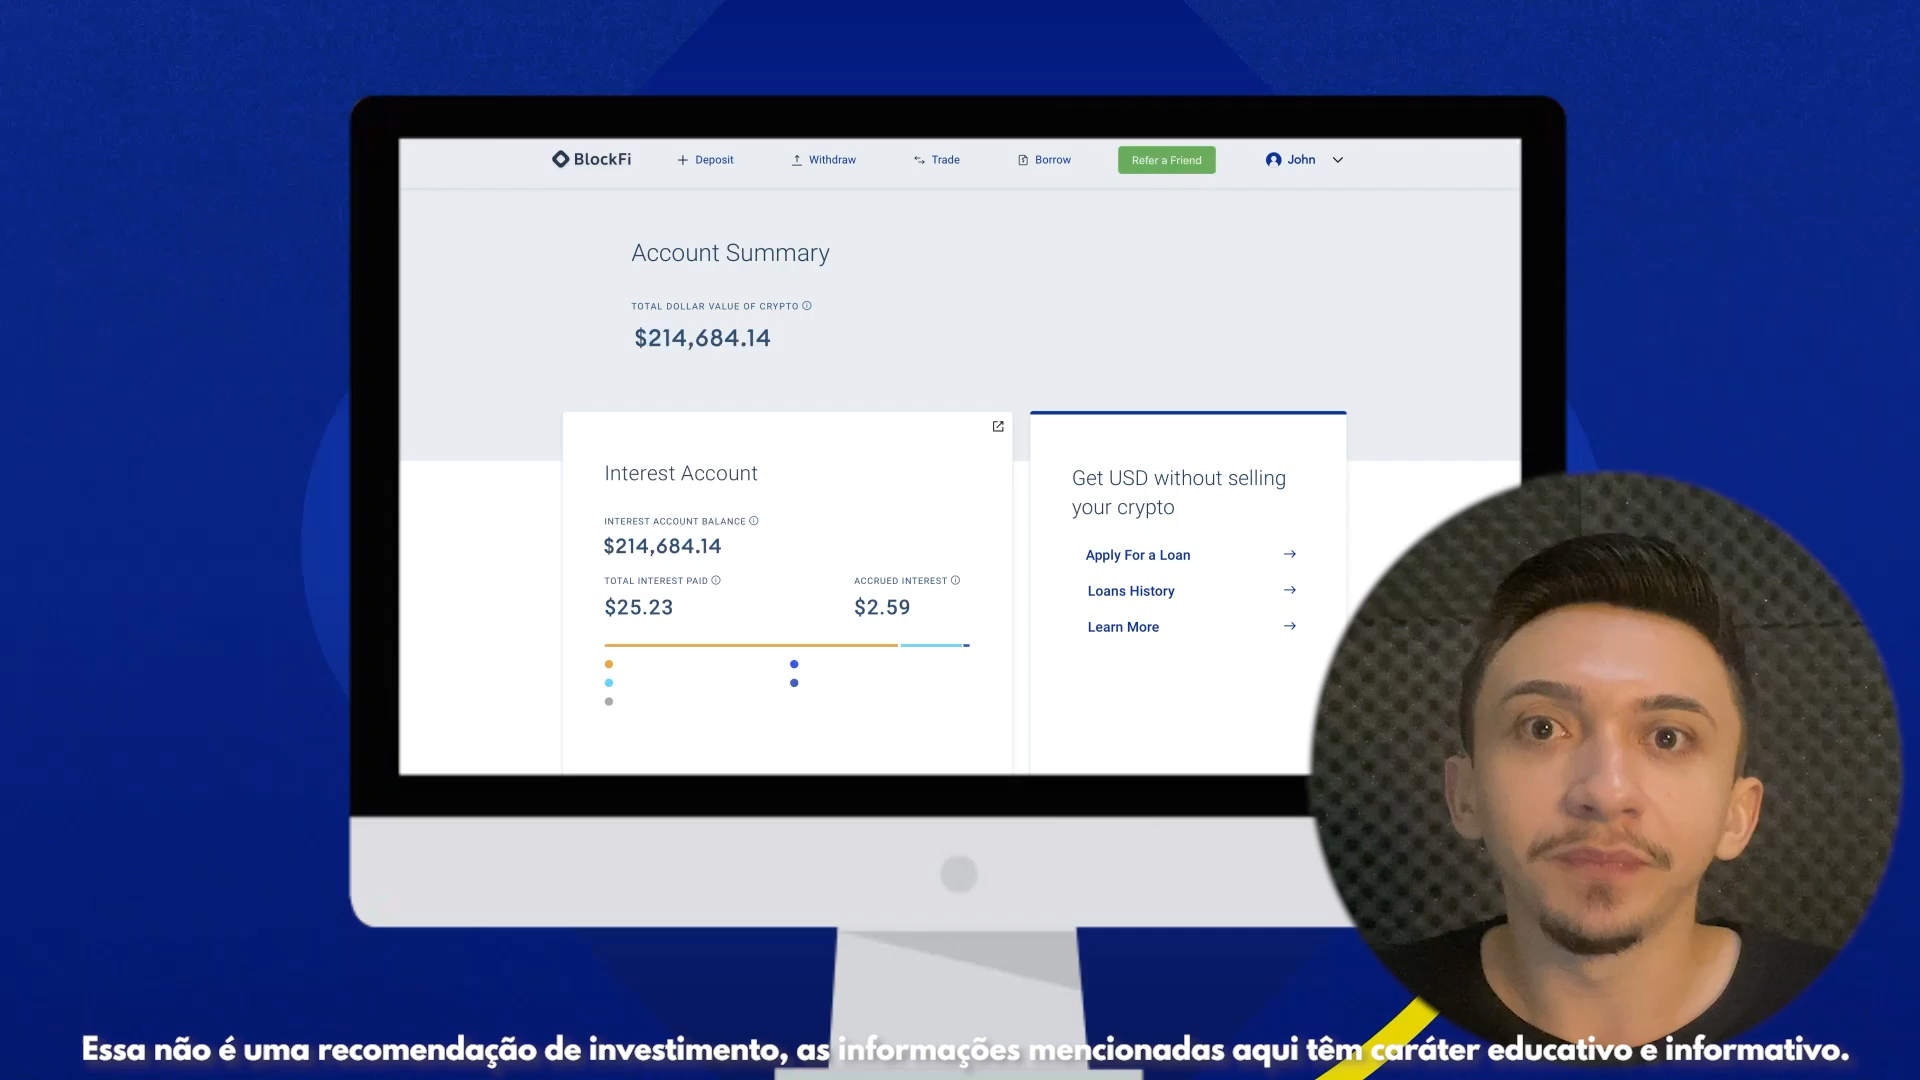 BlockFi
Deposit
Withdraw
Trade
Borrow
Refer a Friend
John
Account Summary
TOTAL DOLLAR VALUE OF CRYPTO
$214,684.14
Interest Account
INTEREST ACCOUNT BALANCE
$214,684.14
TOTAL INTEREST PAID
$25.23
ACCRUED INTEREST
$2.59
Get USD without selling
your crypto
Apply For a Loan
Loans History
Learn More
Essa não é uma recomendação de investimento, as informações mencionadas aqui têm caráter educativo e informativo.